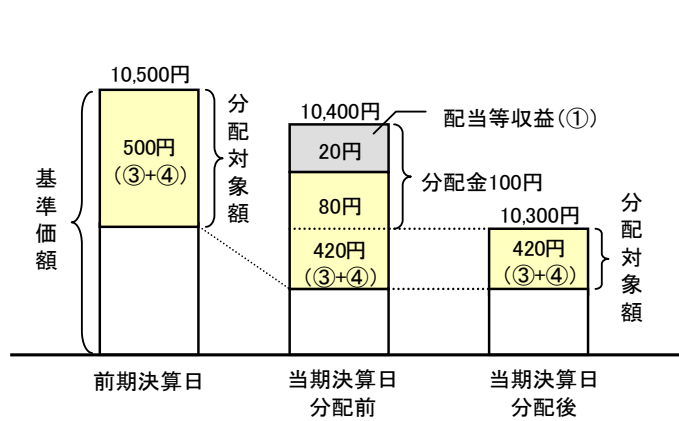 10,500円
分配対象額
500円
(③+④)
基準価額
前期決算日
10,400円
配当等収益(①)
20円
分配金100円
80円
420円
(③+④)
当期決算日
分配前
10,300円
分配対象額
420円
(③+④)
当期決算日
分配後